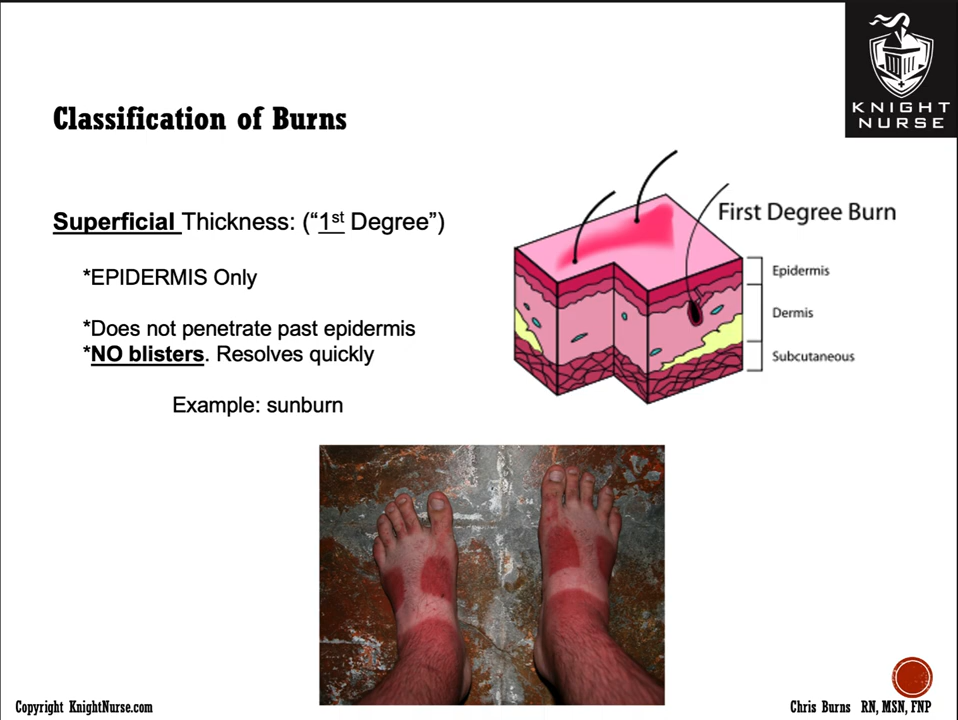 KNIGHT
NURSE
Classification of Burns
Superficial Thickness: (“1st Degree”)
*EPIDERMIS Only
*Does not penetrate past epidermis
*NO blisters. Resolves quickly
Example: sunburn
First Degree Burn
Epidermis
Dermis
Subcutaneous
Copyright KnightNurse.com
Chris Burns RN, MSN, FNP